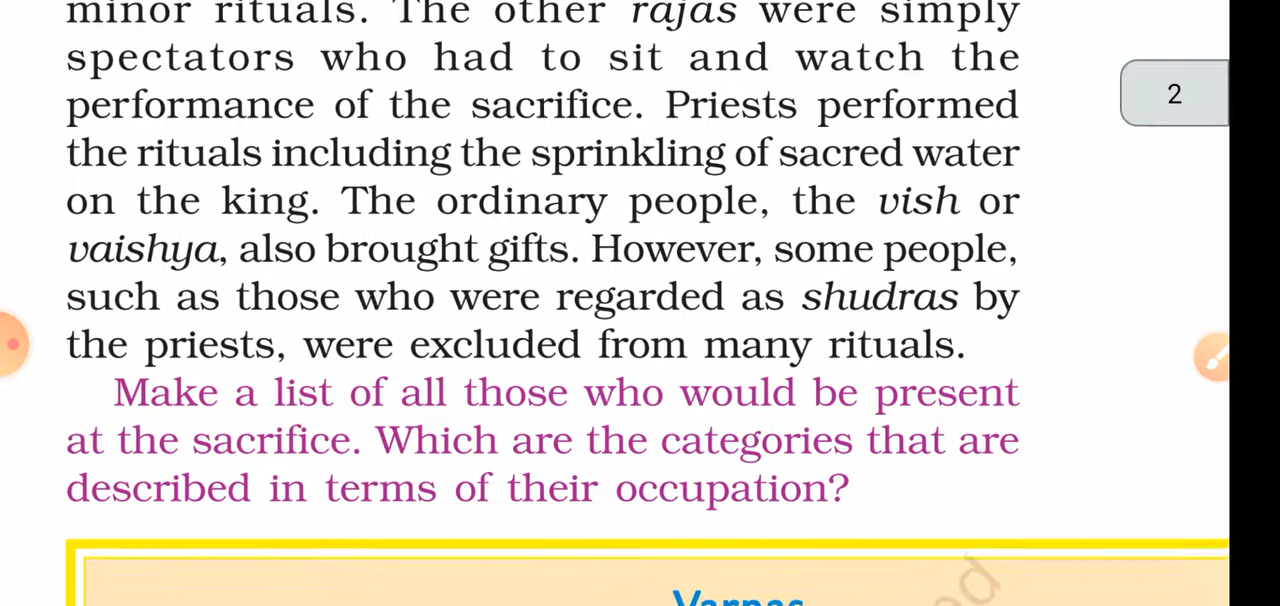 minor rituals. The other rajas were simply
spectators who had to sit and watch the
performance of the sacrifice. Priests performed
the rituals including the sprinkling of sacred water
on the king. The ordinary people, the vish or
vaishya, also brought gifts. However, some people,
such as those who were regarded as shudras by
the priests, were excluded from many rituals.
Make a list of all those who would be present
at the sacrifice. Which are the categories that are
described in terms of their occupation?
Varnas
2